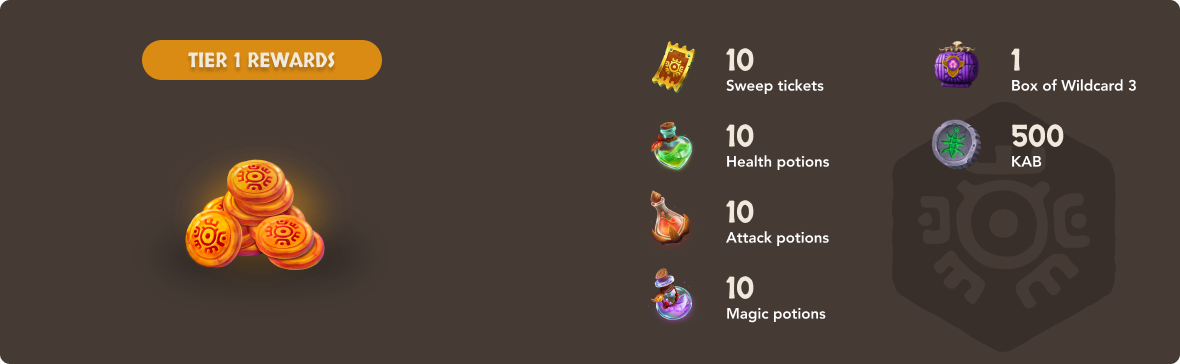 TIER 1 REWARDS
10
Sweep tickets
10
Health potions
10
Attack potions
10
Magic potions
1
Box of Wildcard 3
500
KAB